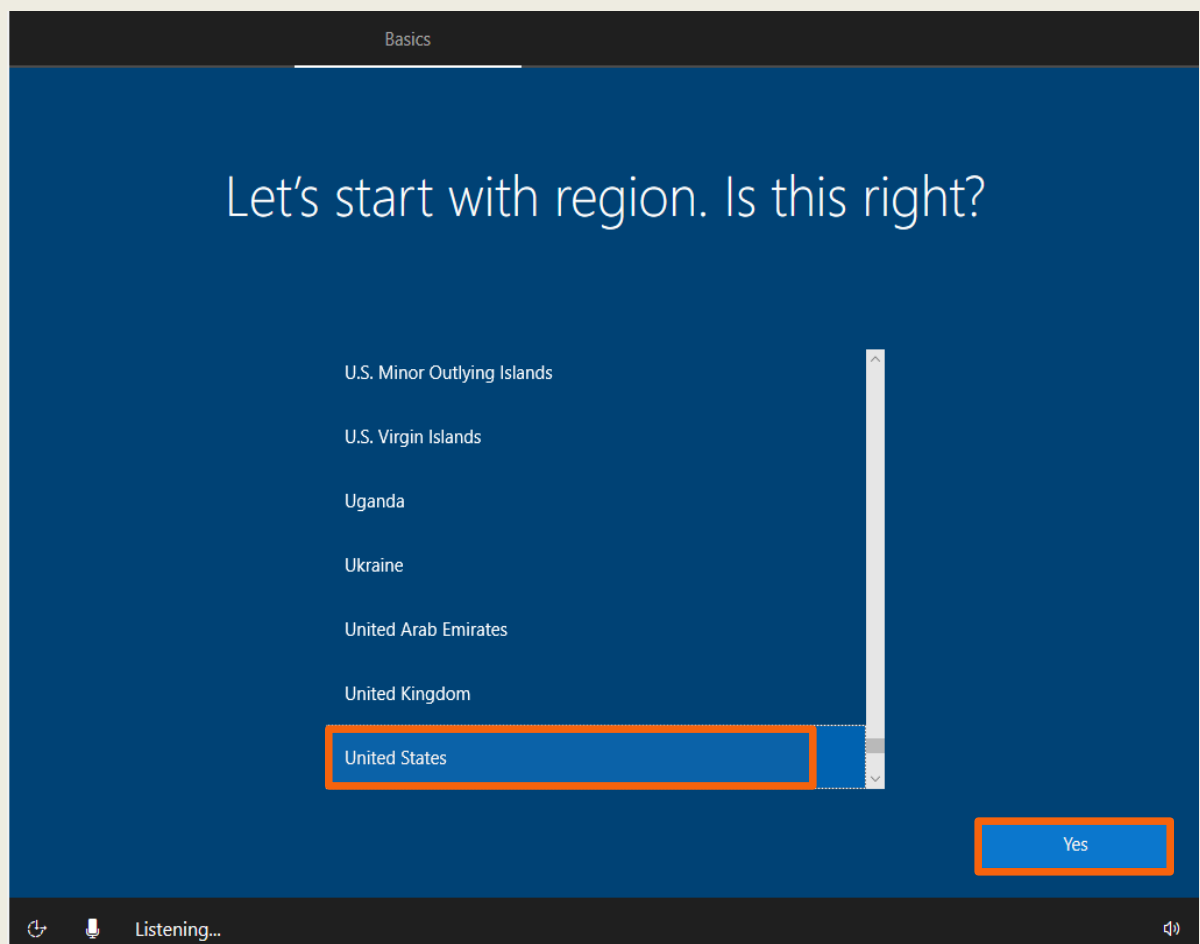 Basics
Let's start with region. Is this right?
U.S. Minor Outlying Islands
U.S. Virgin Islands
Uganda
Ukraine
United Arab Emirates
United Kingdom
United States
Yes
Listening...